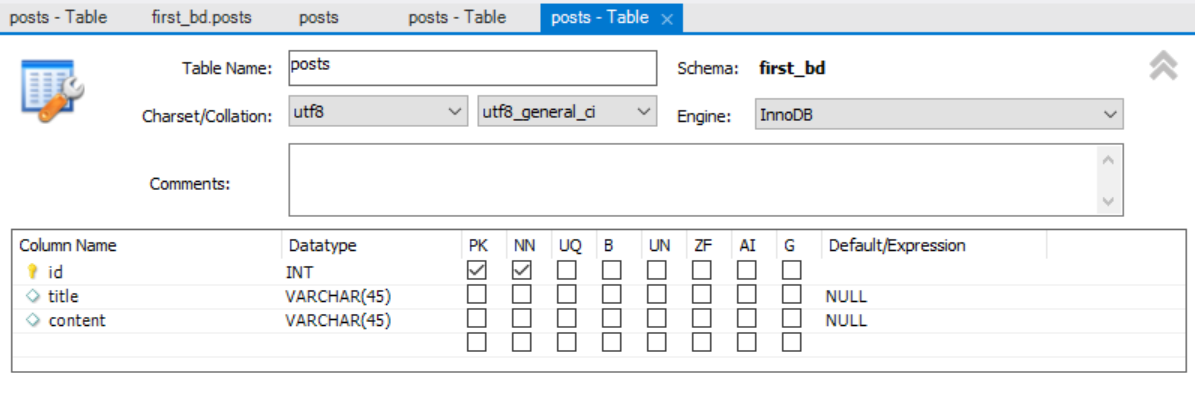 posts - Table first_bd.posts posts posts - Table posts - Table ×
Table Name: posts Schema: first_bd
Charset/Collation: utf8 utf8_general_ci Engine: InnoDB
Comments:
Column Name Datatype PK NN UQ B UN ZF AI G Default/Expression
id INT
title VARCHAR(45) NULL
content VARCHAR(45) NULL